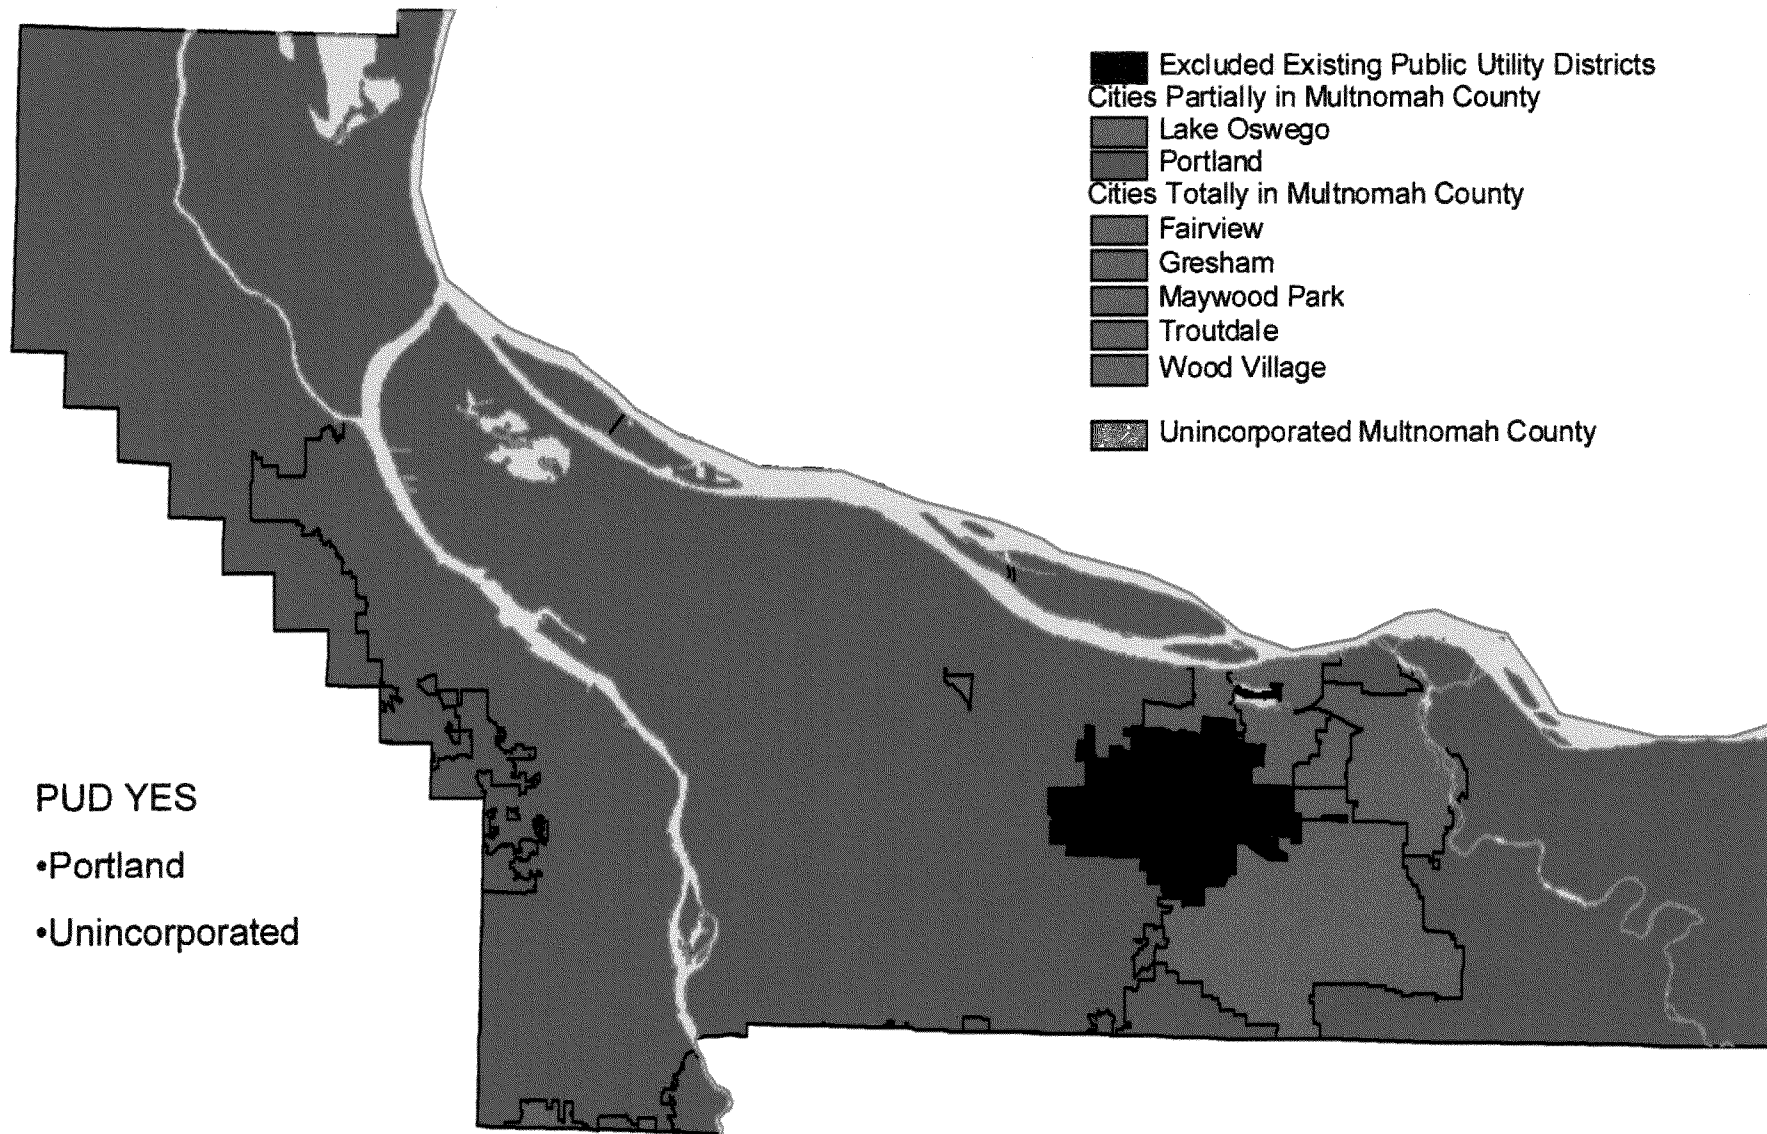 Excluded Existing Public Utility Districts
Cities Partially in Multnomah County
Lake Oswego
Portland
Cities Totally in Multnomah County
Fairview
Gresham
Maywood Park
Troutdale
Wood Village
Unincorporated Multnomah County
PUD YES
•Portland
•Unincorporated